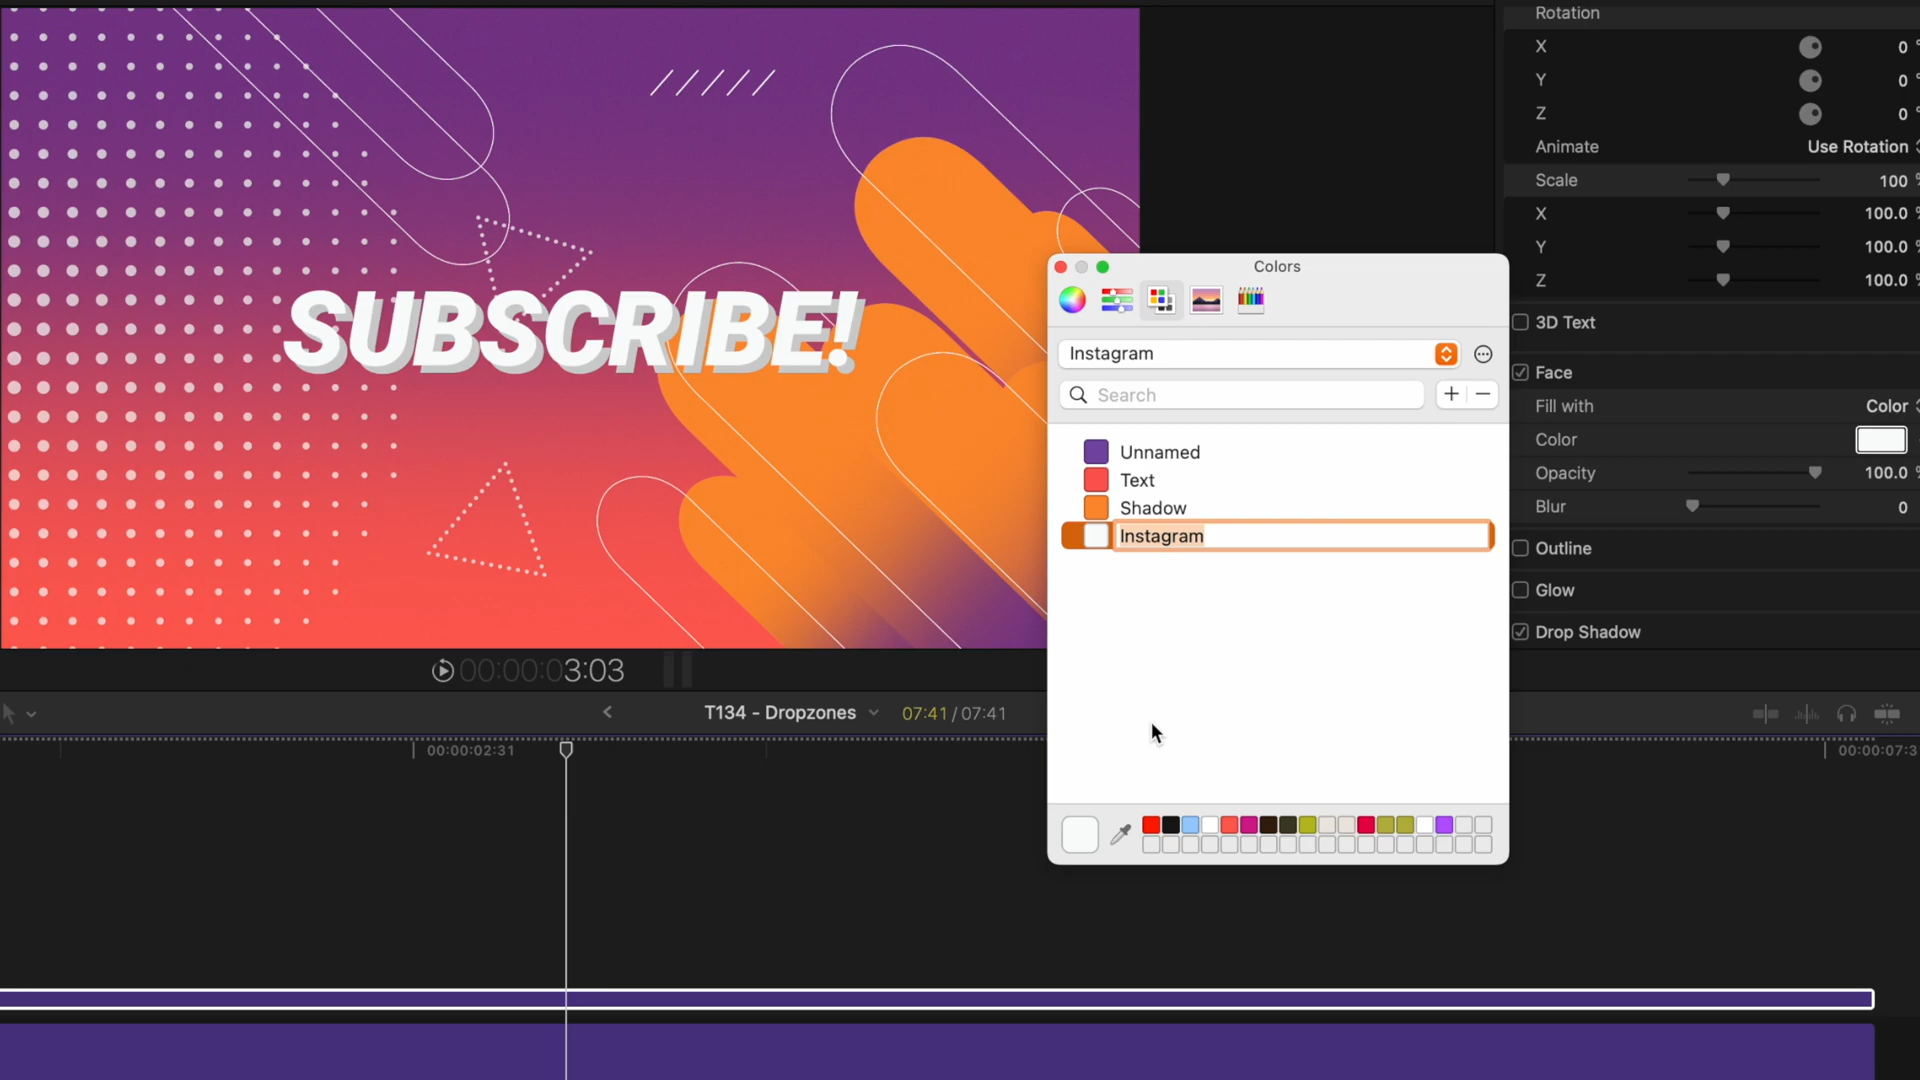 Rotation
X 0 °
Y 0 °
Z 0 °
Animate Use Rotation
Scale 100 %
X 100.0 %
Y 100.0 %
Z 100.0 %
3D Text
Face
Fill with Color
Color
Opacity 100.0 %
Blur 0
Outline
Glow
Drop Shadow
SUBSCRIBE!
Colors
Instagram
Search
Unnamed
Text
Shadow
Instagram
00:00:03:03
T134 - Dropzones 07:41 / 07:41
00:00:02:31
00:00:07:3